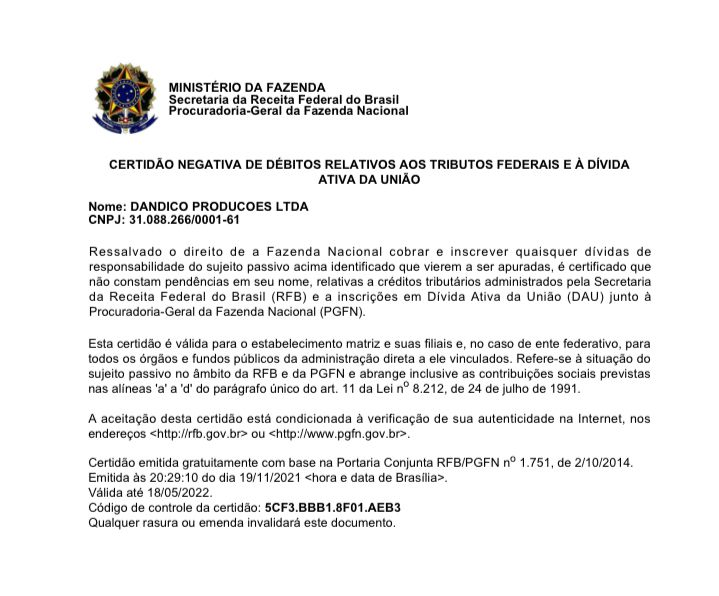 MINISTÉRIO DA FAZENDA
Secretaria da Receita Federal do Brasil
Procuradoria-Geral da Fazenda Nacional
CERTIDÃO NEGATIVA DE DÉBITOS RELATIVOS AOS TRIBUTOS FEDERAIS E À DÍVIDA
ATIVA DA UNIÃO
Nome: DANDICO PRODUCOES LTDA
CNPJ: 31.088.266/0001-61
Ressalvado o direito de a Fazenda Nacional cobrar e inscrever quaisquer dívidas de
responsabilidade do sujeito passivo acima identificado que vierem a ser apuradas, é certificado que
não constam pendências em seu nome, relativas a créditos tributários administrados pela Secretaria
da Receita Federal do Brasil (RFB) e a inscrições em Dívida Ativa da União (DAU) junto à
Procuradoria-Geral da Fazenda Nacional (PGFN).
Esta certidão é válida para o estabelecimento matriz e suas filiais e, no caso de ente federativo, para
todos os órgãos e fundos públicos da administração direta a ele vinculados. Refere-se à situação do
sujeito passivo no âmbito da RFB e da PGFN e abrange inclusive as contribuições sociais previstas
nas alíneas 'a' a 'd' do parágrafo único do art. 11 da Lei nº 8.212, de 24 de julho de 1991.
A aceitação desta certidão está condicionada à verificação de sua autenticidade na Internet, nos
endereços <http://rfb.gov.br> ou <http://www.pgfn.gov.br>.
Certidão emitida gratuitamente com base na Portaria Conjunta RFB/PGFN nº 1.751, de 2/10/2014.
Emitida às 20:29:10 do dia 19/11/2021 <hora e data de Brasília>.
Válida até 18/05/2022.
Código de controle da certidão: 5CF3.BBB1.8F01.AEB3
Qualquer rasura ou emenda invalidará este documento.